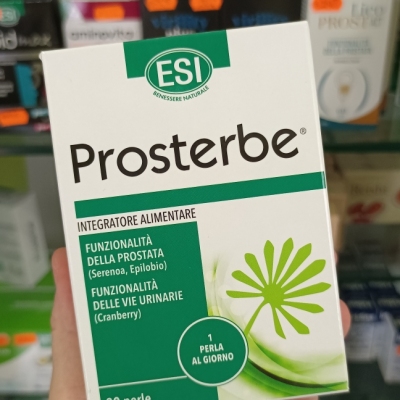 ESI
BENESSERE NATURALE
Prosterbe®
INTEGRATORE ALIMENTARE
FUNZIONALITÀ
DELLA PROSTATA
(Serenoa, Epilobio)
FUNZIONALITÀ
DELLE VIE URINARIE
(Cranberry)
1
PERLA
AL GIORNO
perle